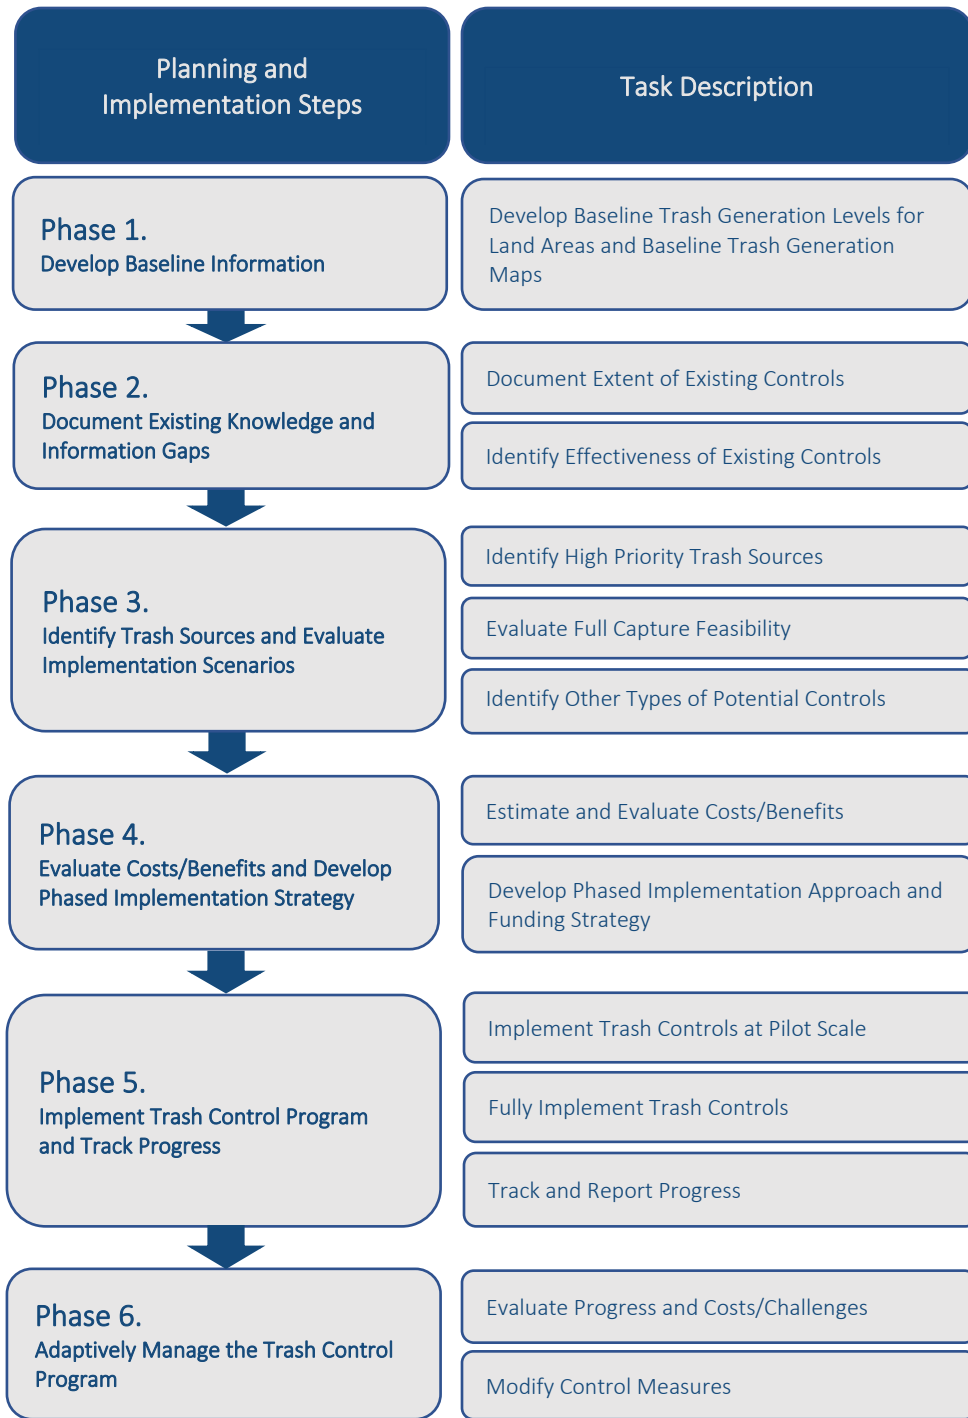 Planning and
Implementation Steps
Task Description
Phase 1.
Develop Baseline Information
Develop Baseline Trash Generation Levels for
Land Areas and Baseline Trash Generation
Maps
Phase 2.
Document Existing Knowledge and
Information Gaps
Document Extent of Existing Controls
Identify Effectiveness of Existing Controls
Phase 3.
Identify Trash Sources and Evaluate
Implementation Scenarios
Identify High Priority Trash Sources
Evaluate Full Capture Feasibility
Identify Other Types of Potential Controls
Phase 4.
Evaluate Costs/Benefits and Develop
Phased Implementation Strategy
Estimate and Evaluate Costs/Benefits
Develop Phased Implementation Approach and
Funding Strategy
Phase 5.
Implement Trash Control Program
and Track Progress
Implement Trash Controls at Pilot Scale
Fully Implement Trash Controls
Track and Report Progress
Phase 6.
Adaptively Manage the Trash Control
Program
Evaluate Progress and Costs/Challenges
Modify Control Measures